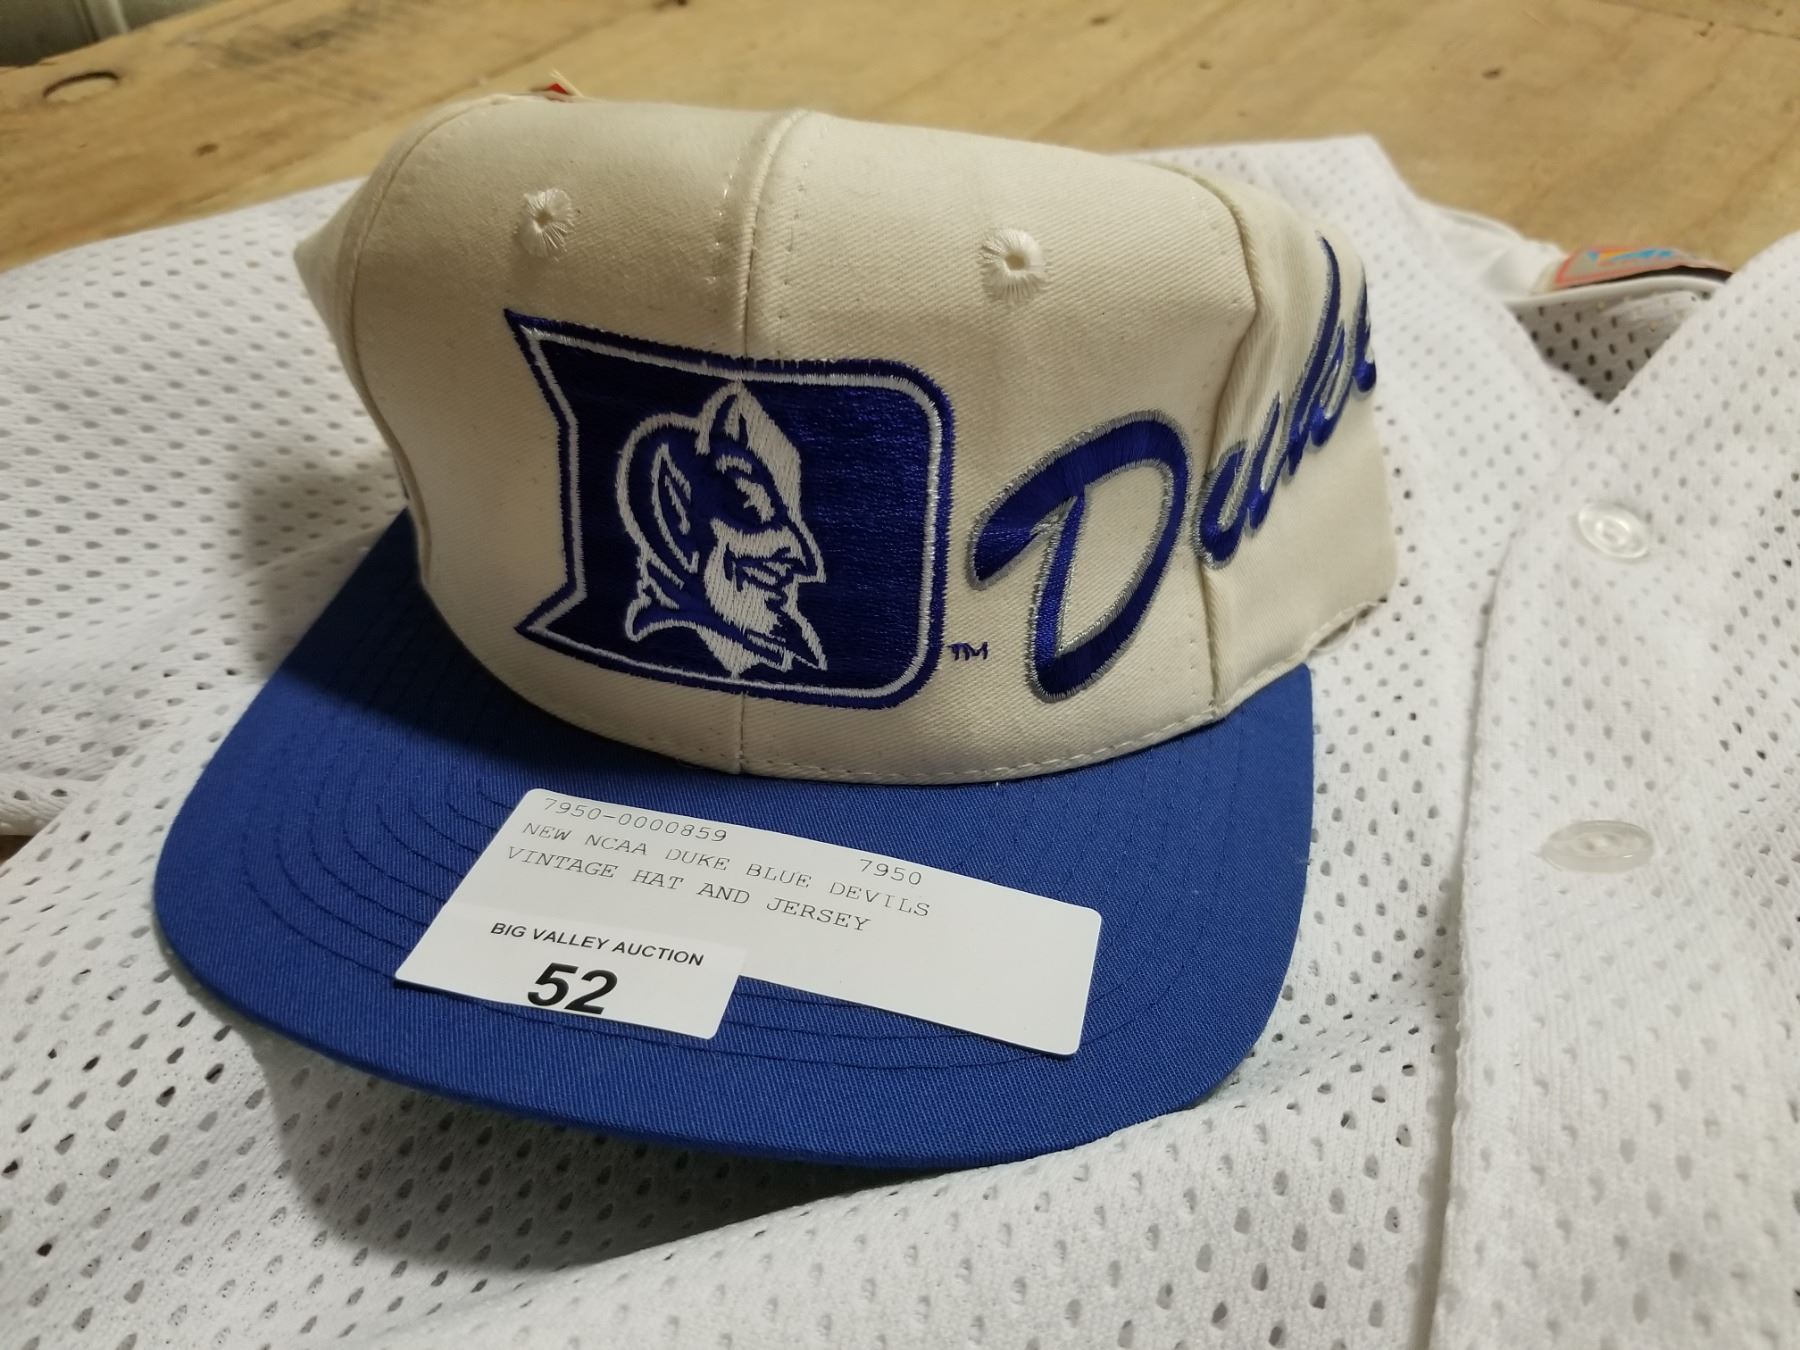 Duke
TM
7950-0000859 7950
NEW NCAA DUKE BLUE DEVILS
VINTAGE HAT AND JERSEY
BIG VALLEY AUCTION
52